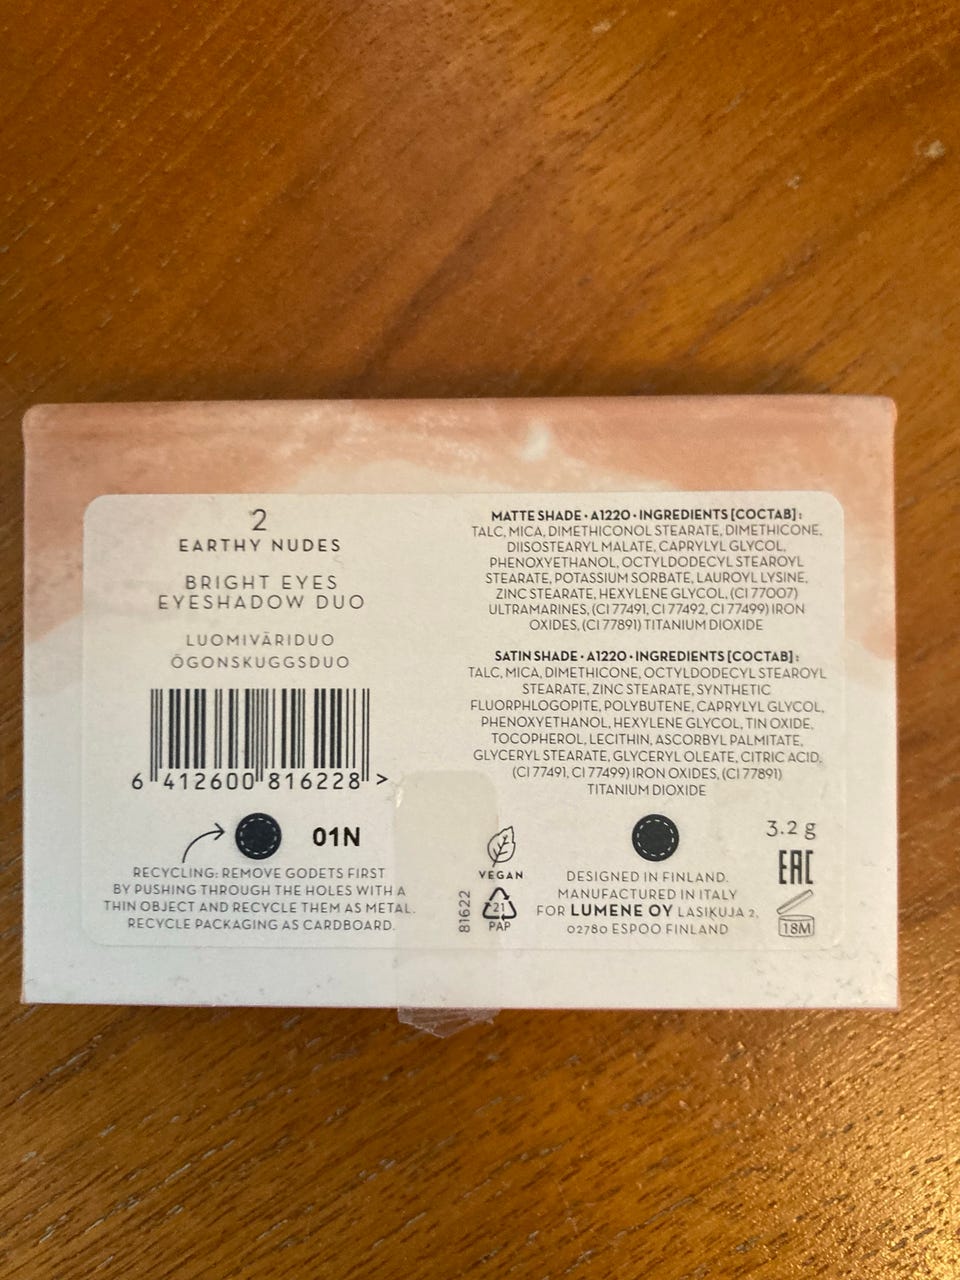 2
EARTHY NUDES
BRIGHT EYES
EYESHADOW DUO
LUOMIVÄRIDUO
ÖGONSKUGGSDUO
6 412600 816228 >
01N
RECYCLING: REMOVE GODETS FIRST
BY PUSHING THROUGH THE HOLES WITH A
THIN OBJECT AND RECYCLE THEM AS METAL.
RECYCLE PACKAGING AS CARDBOARD.
MATTE SHADE • A1220 • INGREDIENTS [COCTAB]:
TALC, MICA, DIMETHICONOL STEARATE, DIMETHICONE,
DIISOSTEARYL MALATE, CAPRYLYL GLYCOL,
PHENOXYETHANOL, OCTYLDODECYL STEAROYL
STEARATE, POTASSIUM SORBATE, LAUROYL LYSINE,
ZINC STEARATE, HEXYLENE GLYCOL, (CI 77007)
ULTRAMARINES, (CI 77491, CI 77492, CI 77499) IRON
OXIDES, (CI 77891) TITANIUM DIOXIDE
SATIN SHADE • A1220 • INGREDIENTS [COCTAB]:
TALC, MICA, DIMETHICONE, OCTYLDODECYL STEAROYL
STEARATE, ZINC STEARATE, SYNTHETIC
FLUORPHLOGOPITE, POLYBUTENE, CAPRYLYL GLYCOL,
PHENOXYETHANOL, HEXYLENE GLYCOL, TIN OXIDE,
TOCOPHEROL, LECITHIN, ASCORBYL PALMITATE,
GLYCERYL STEARATE, GLYCERYL OLEATE, CITRIC ACID,
(CI 77491, CI 77499) IRON OXIDES, (CI 77891)
TITANIUM DIOXIDE
81622
VEGAN
21
PAP
DESIGNED IN FINLAND.
MANUFACTURED IN ITALY
FOR LUMENE OY LASIKUJA 2,
02780 ESPOO FINLAND
3.2 g
EAC
18M